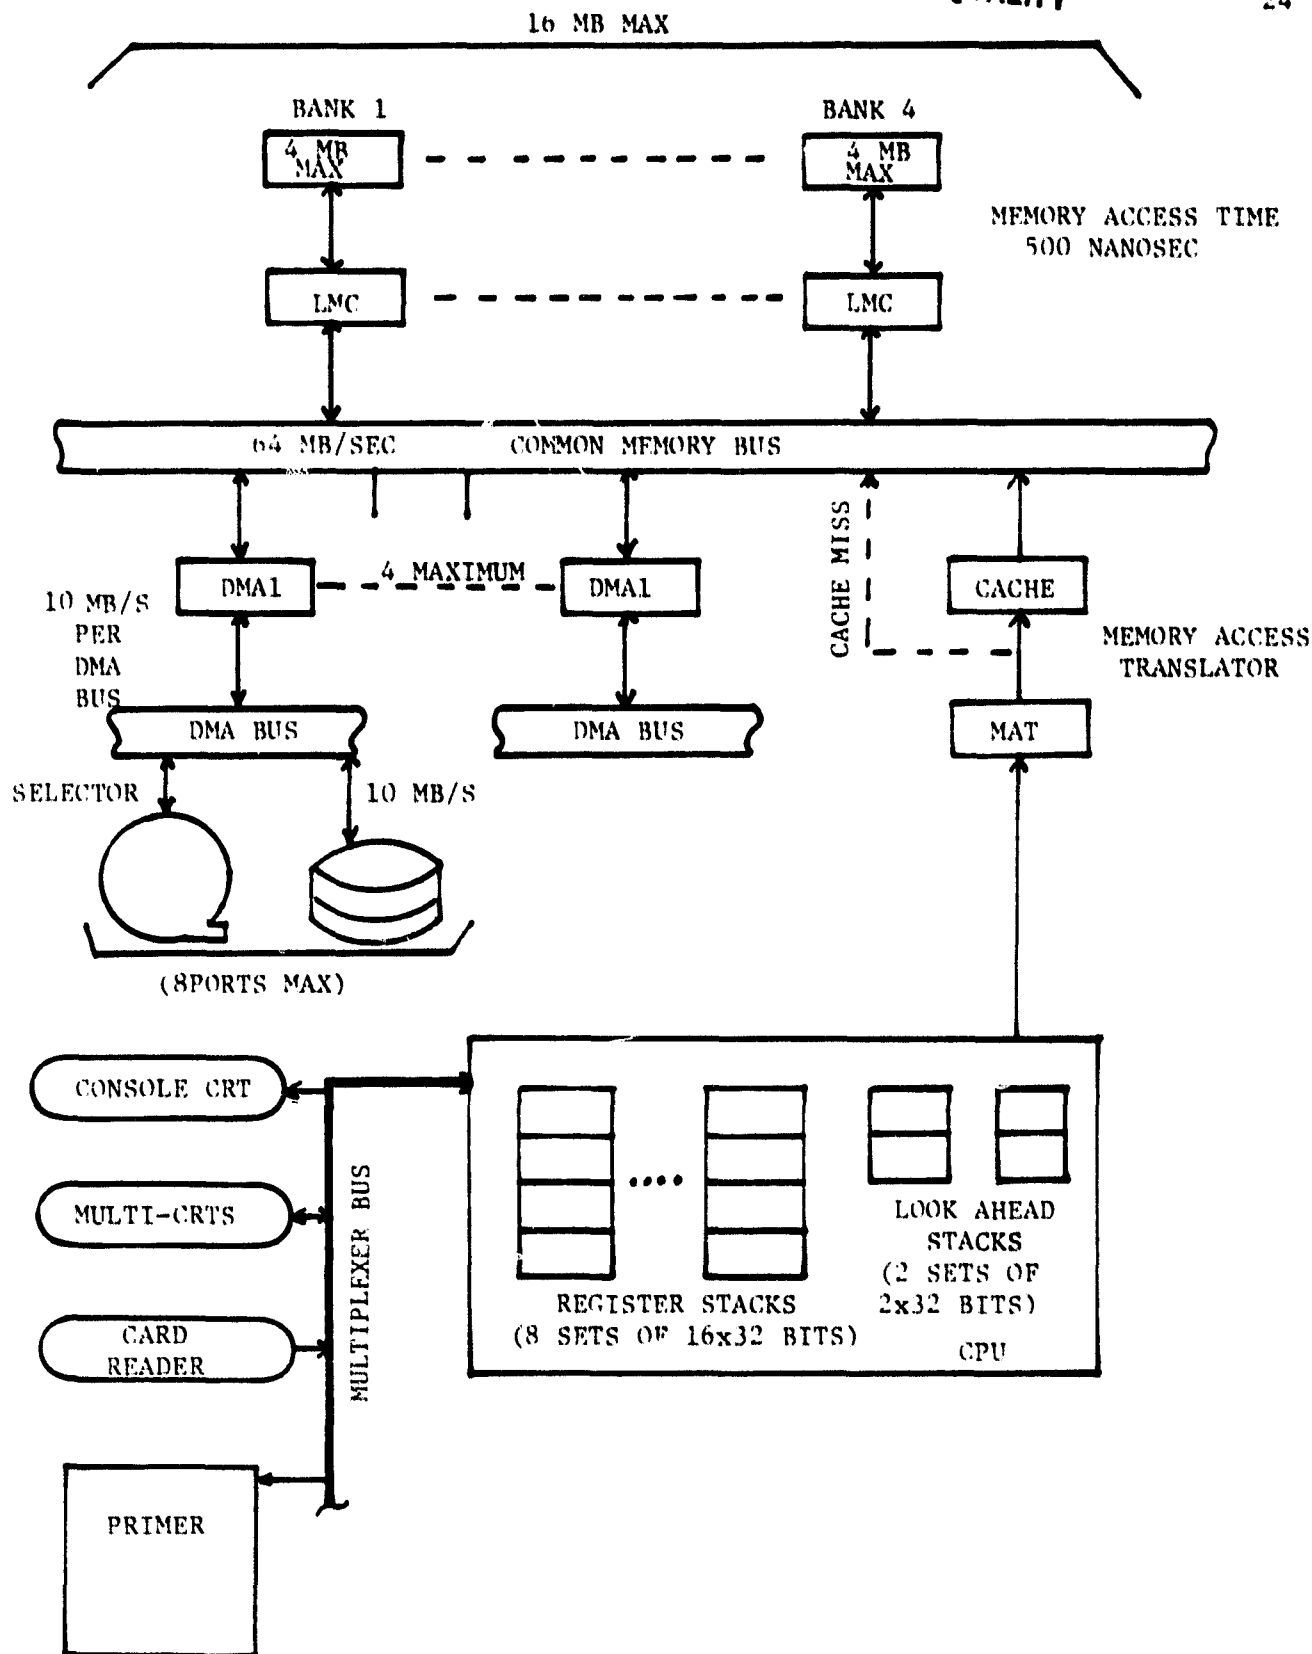 QUALITY
24
16 MB MAX
BANK 1
BANK 4
4 MB
MAX
4 MB
MAX
MEMORY ACCESS TIME
500 NANOSEC
LMC
LMC
64 MB/SEC
COMMON MEMORY BUS
CACHE MISS
DMA1
4 MAXIMUM
DMA1
CACHE
10 MB/S
PER
DMA
BUS
MEMORY ACCESS
TRANSLATOR
DMA BUS
DMA BUS
MAT
SELECTOR
10 MB/S
(8PORTS MAX)
CONSOLE CRT
MULTI-CRTS
CARD
READER
PRIMER
MULTIPLEXER BUS
LOOK AHEAD
STACKS
(2 SETS OF
2x32 BITS)
REGISTER STACKS
(8 SETS OF 16x32 BITS)
CPU